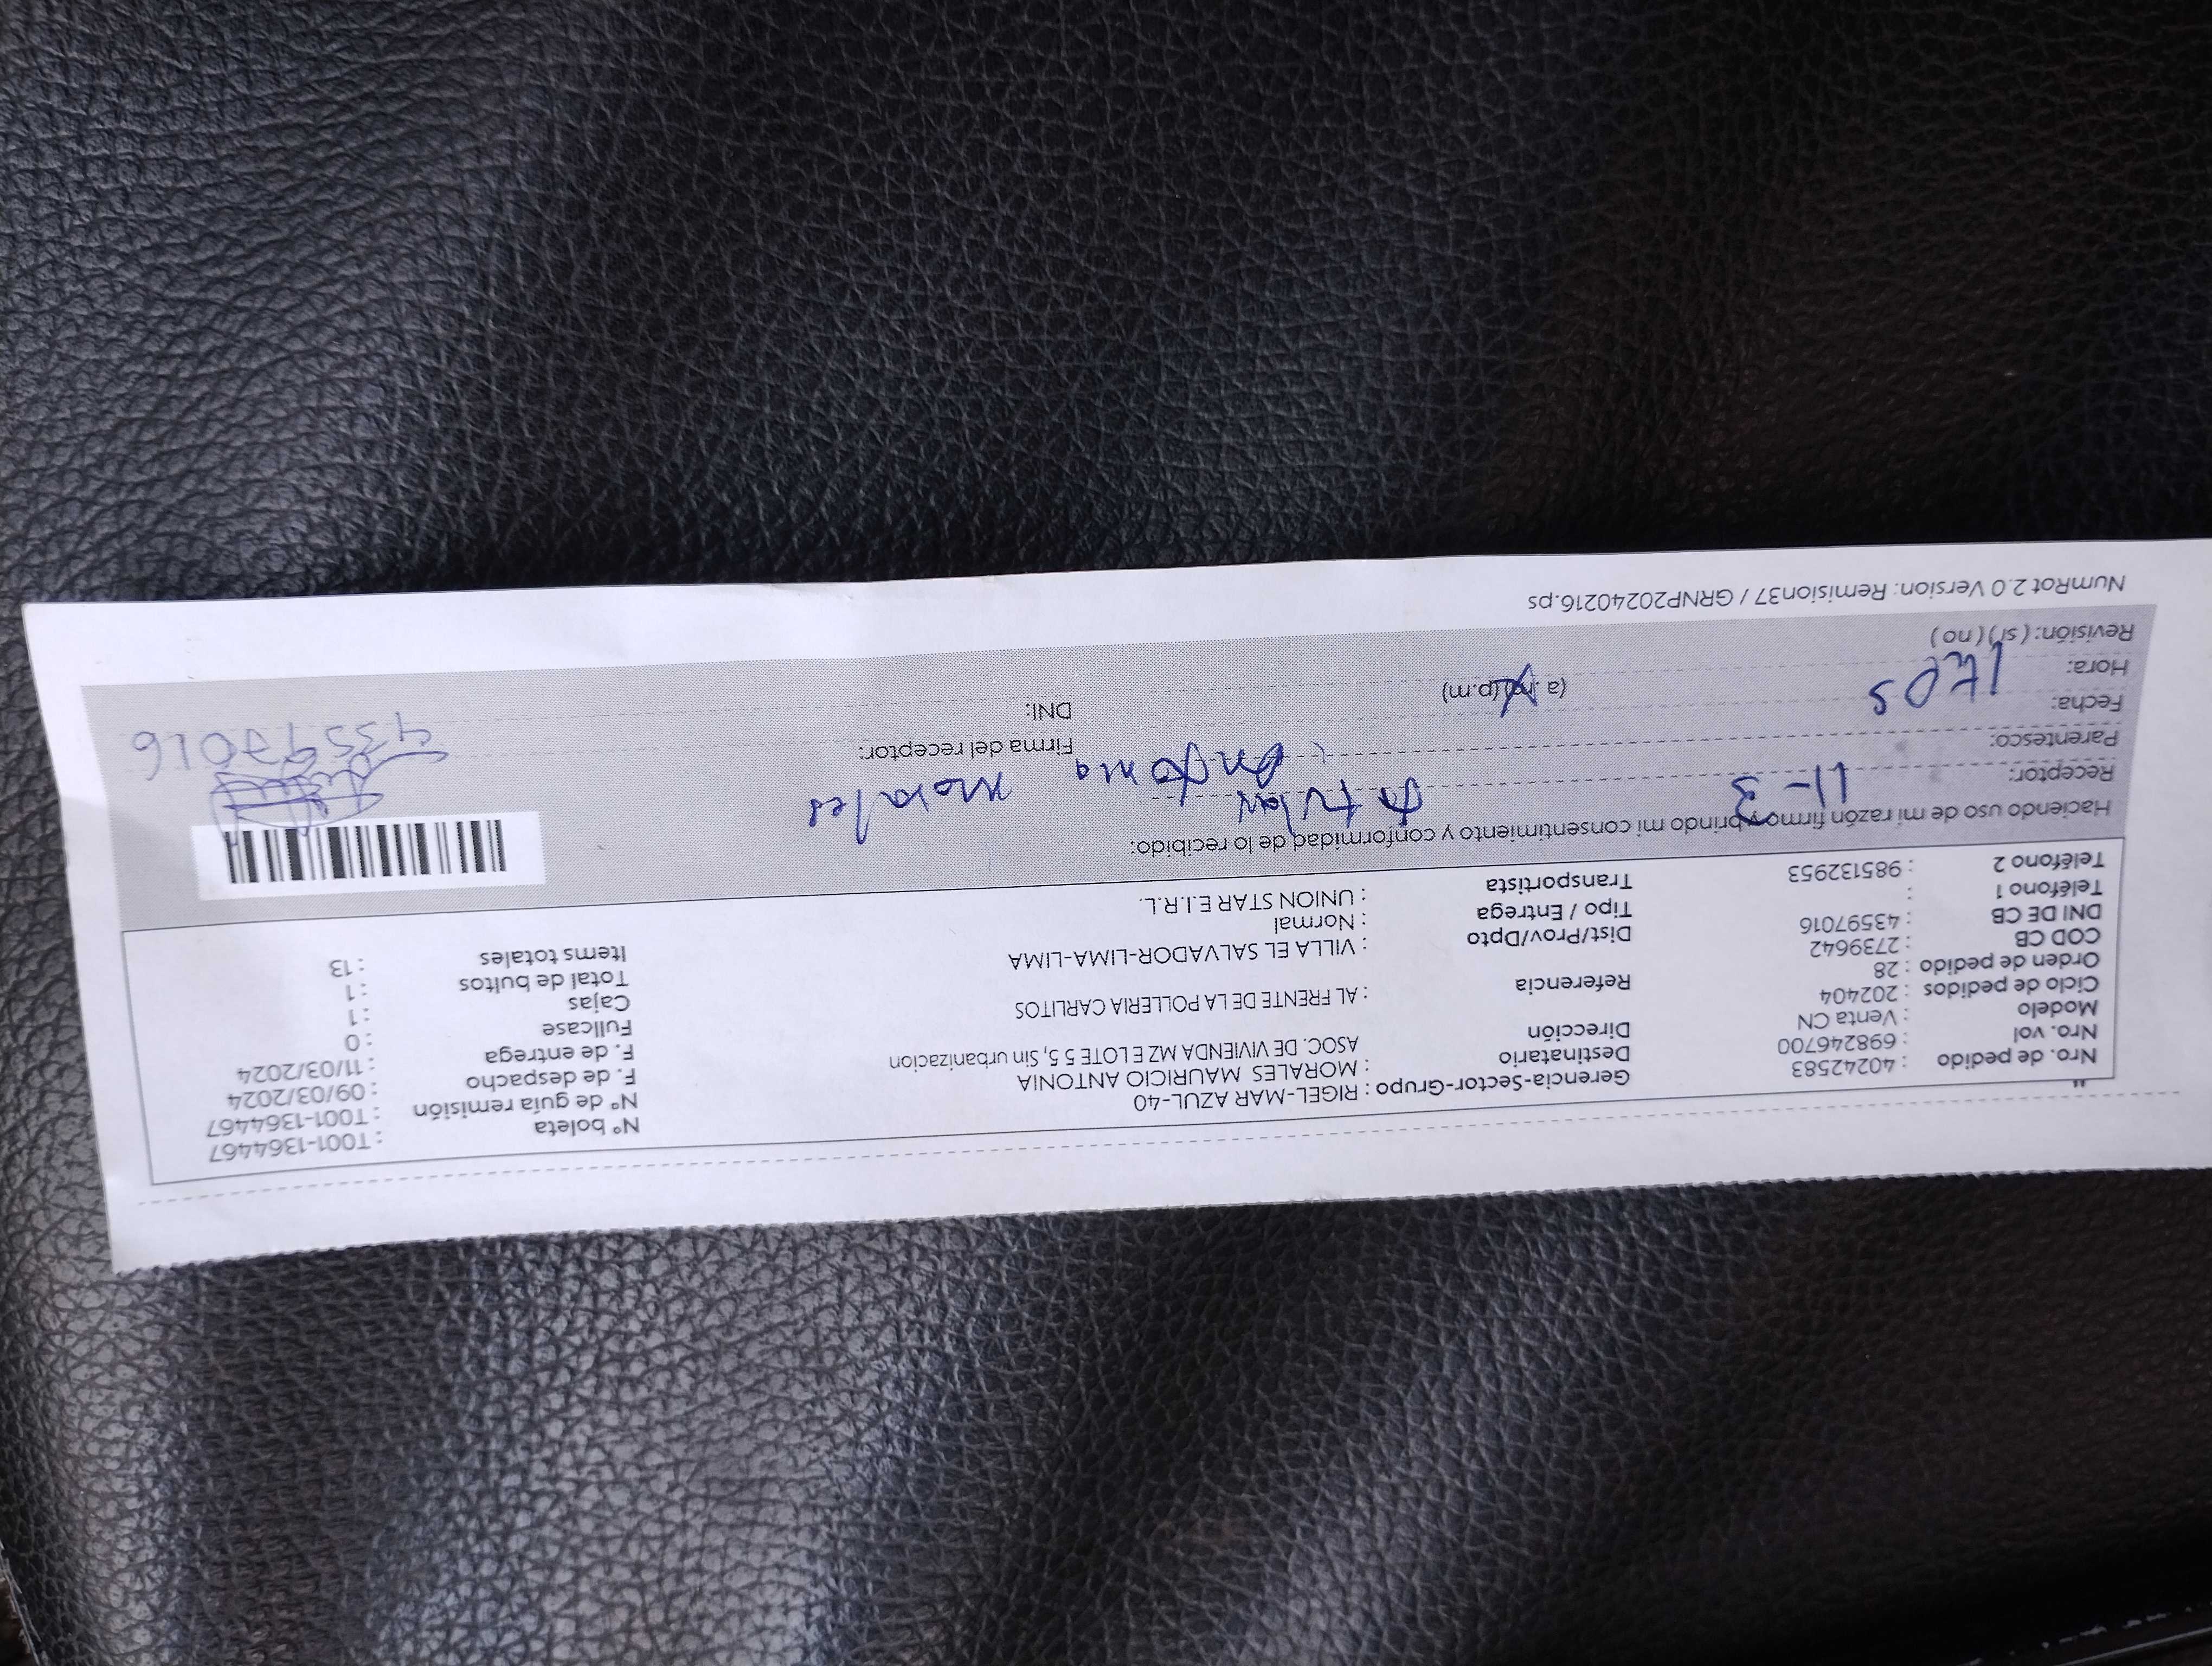 Nro. de pedido : 40242583 Gerencia-Sector-Grupo : RIGEL-MAR AZUL-40 N° boleta : T001-1364467
Nro. vol : 698246700 Destinatario : MORALES MAURICIO ANTONIA N° de guía remisión : T001-1364467
Modelo : Venta CN Dirección ASOC. DE VIVIENDA MZ E LOTE 5 5, Sin urbanizacion F. de despacho : 09/03/2024
Ciclo de pedidos : 202404 F. de entrega : 11/03/2024
Orden de pedido : 28 Referencia : AL FRENTE DE LA POLLERIA CARLITOS Fullcase : 0
COD CB : 2739642 Cajas : 1
DNI DE CB : 43597016 Dist/Prov/Dpto : VILLA EL SALVADOR-LIMA-LIMA Total de bultos : 1
Teléfono 1 : Tipo / Entrega : Normal Items totales : 13
Teléfono 2 : 985132953 Transportista : UNION STAR E.I.R.L.
Haciendo uso de mi razón firmo y brindo mi consentimiento y conformidad de lo recibido:
Receptor: Antonia Morales
Parentesco: titular Firma del receptor:
Fecha: 11-3 DNI: 43597016
Hora: (a.m) (p.m)
Revisión: ( si ) ( no )
NumRot 2.0 Version: Remision37 / GRNP20240216.ps